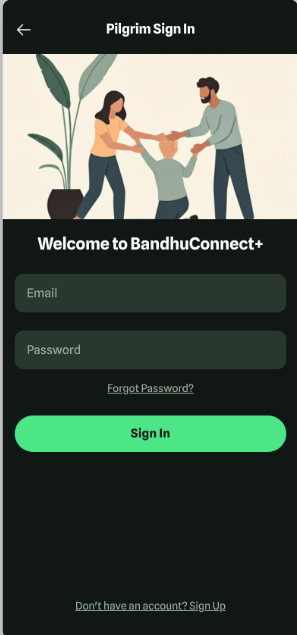 Pilgrim Sign In
Welcome to BandhuConnect+
Email
Password
Forgot Password?
Sign In
Don't have an account? Sign Up